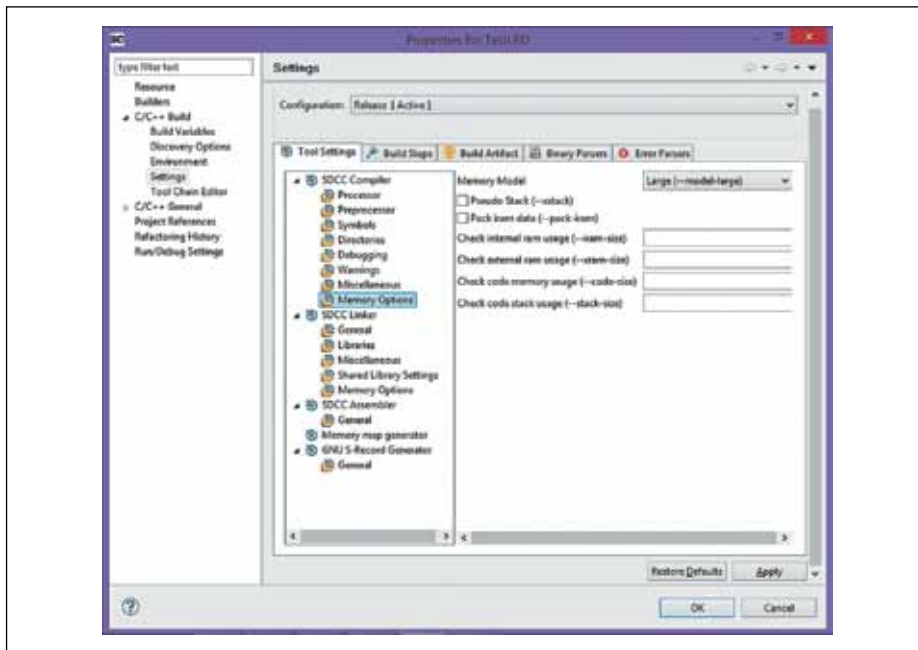 Properties for TestLED
type filter text
Resource
Builders
C/C++ Build
Build Variables
Discovery Options
Environment
Settings
Tool Chain Editor
C/C++ General
Project References
Refactoring History
Run/Debug Settings
Settings
Configuration: Release [ Active ]
Tool Settings
Build Steps
Build Artifact
Binary Parsers
Error Parsers
SDCC Compiler
Processor
Preprocessor
Symbols
Directories
Debugging
Warnings
Miscellaneous
Memory Options
SDCC Linker
General
Libraries
Miscellaneous
Shared Library Settings
Memory Options
SDCC Assembler
General
Memory map generator
GNU S-Record Generator
General
Memory Model
Large (--model-large)
Pseudo Stack (--xstack)
Pack iram data (--pack-iram)
Check internal ram usage (--iram-size)
Check external ram usage (--xram-size)
Check code memory usage (--code-size)
Check code stack usage (--stack-size)
Restore Defaults
Apply
OK
Cancel